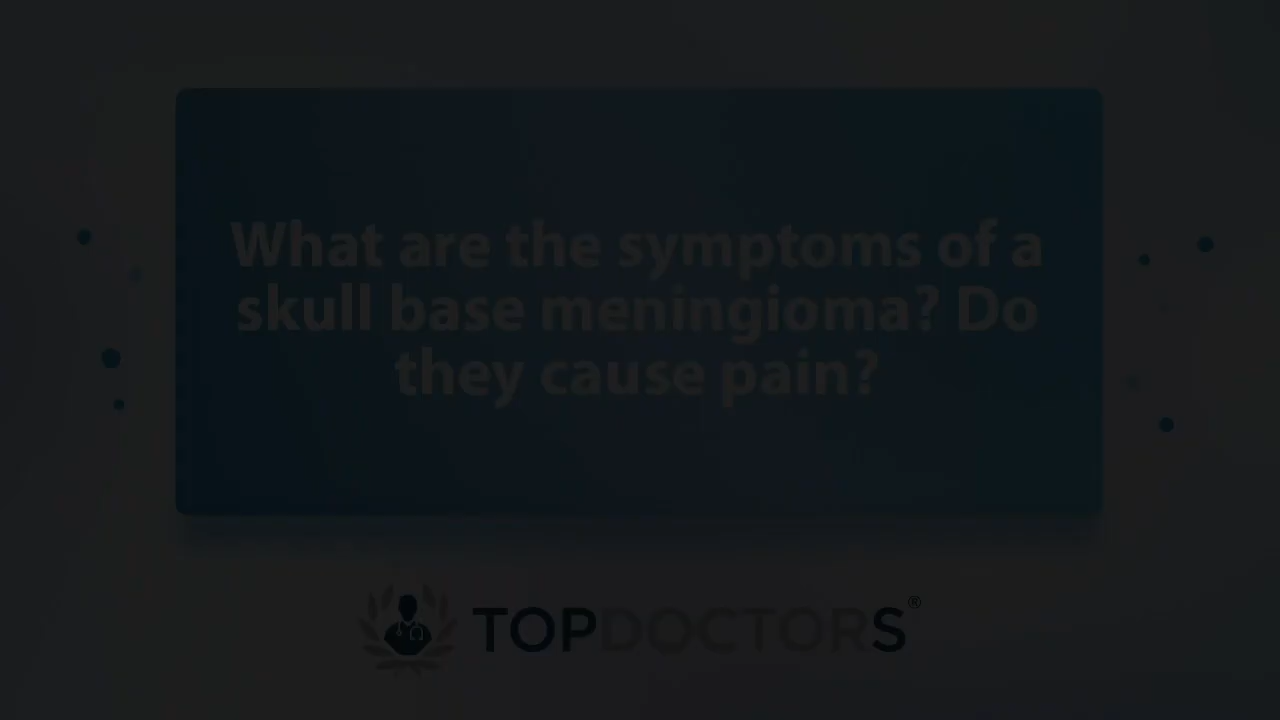 What are the symptoms of a
skull base meningioma? Do
they cause pain?
TOPDOCTORS®